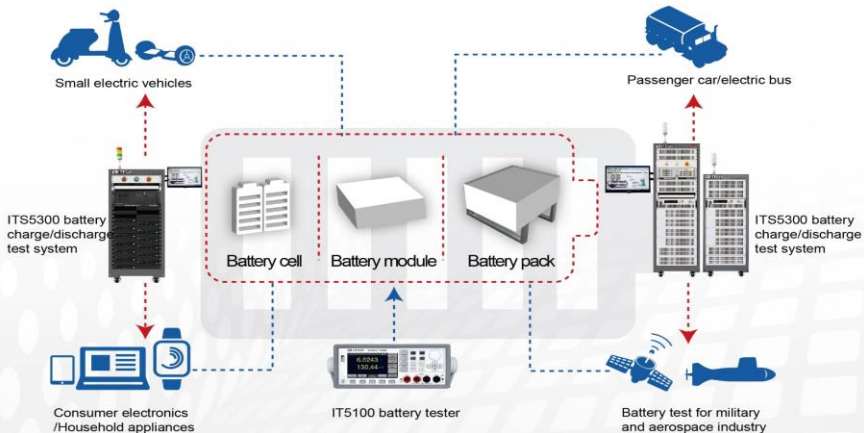 Small electric vehicles
Passenger car/electric bus
ITS5300 battery
charge/discharge
test system
Battery cell
Battery module
Battery pack
ITS5300 battery
charge/discharge
test system
Consumer electronics
/Household appliances
IT5100 battery tester
Battery test for military
and aerospace industry